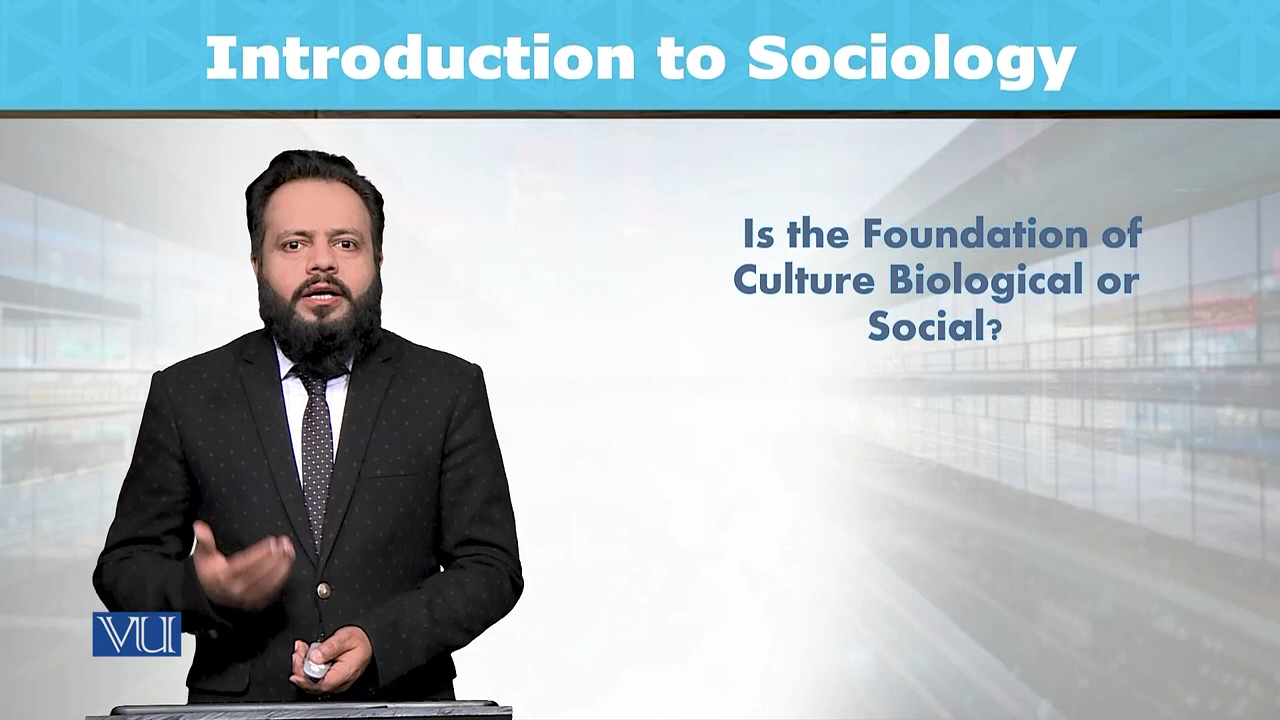 Introduction to Sociology
Is the Foundation of
Culture Biological or
Social?
VU